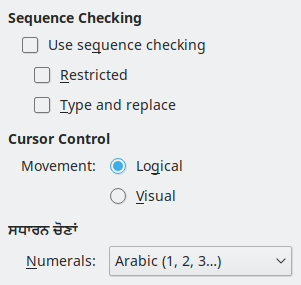 Sequence Checking
Use sequence checking
Restricted
Type and replace
Cursor Control
Movement: Logical
Visual
ਸਧਾਰਨ ਚੋਣਾਂ
Numerals: Arabic (1, 2, 3...)